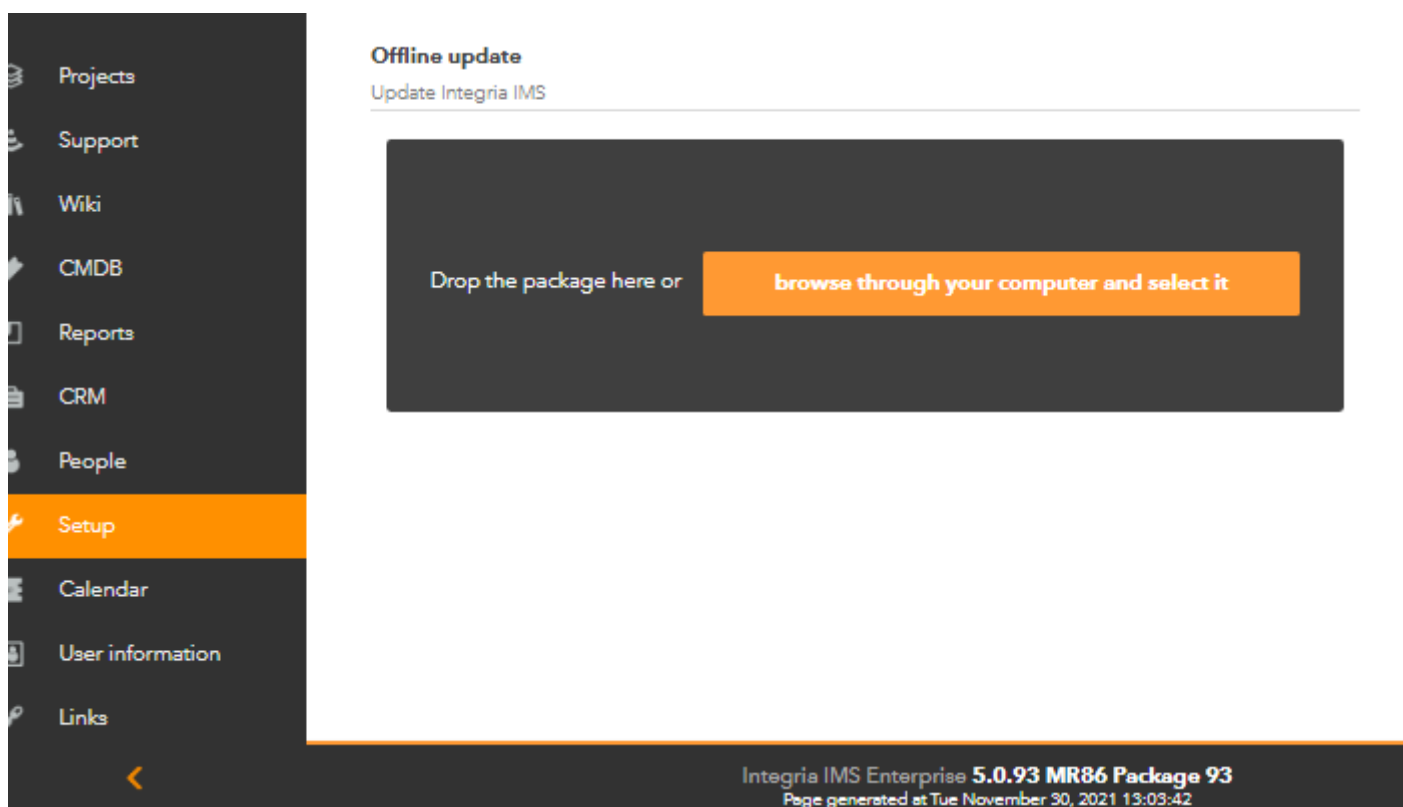 Offline update
Update Integria IMS
Projects
Support
Wiki
CMDB
Reports
CRM
People
Setup
Calendar
User information
Links
Drop the package here or
browse through your computer and select it
Integria IMS Enterprise 5.0.93 MR86 Package 93
Page generated at Tue November 30, 2021 13:03:42